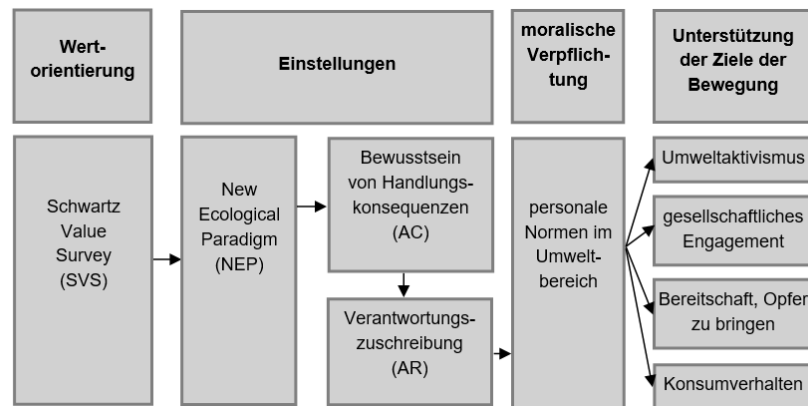 Wert-
orientierung
Einstellungen
moralische
Verpflich-
tung
Unterstützung
der Ziele der
Bewegung
Schwartz
Value
Survey
(SVS)
New
Ecological
Paradigm
(NEP)
Bewusstsein
von Handlungs-
konsequenzen
(AC)
Verantwortungs-
zuschreibung
(AR)
personale
Normen im
Umwelt-
bereich
Umweltaktivismus
gesellschaftliches
Engagement
Bereitschaft, Opfer
zu bringen
Konsumverhalten